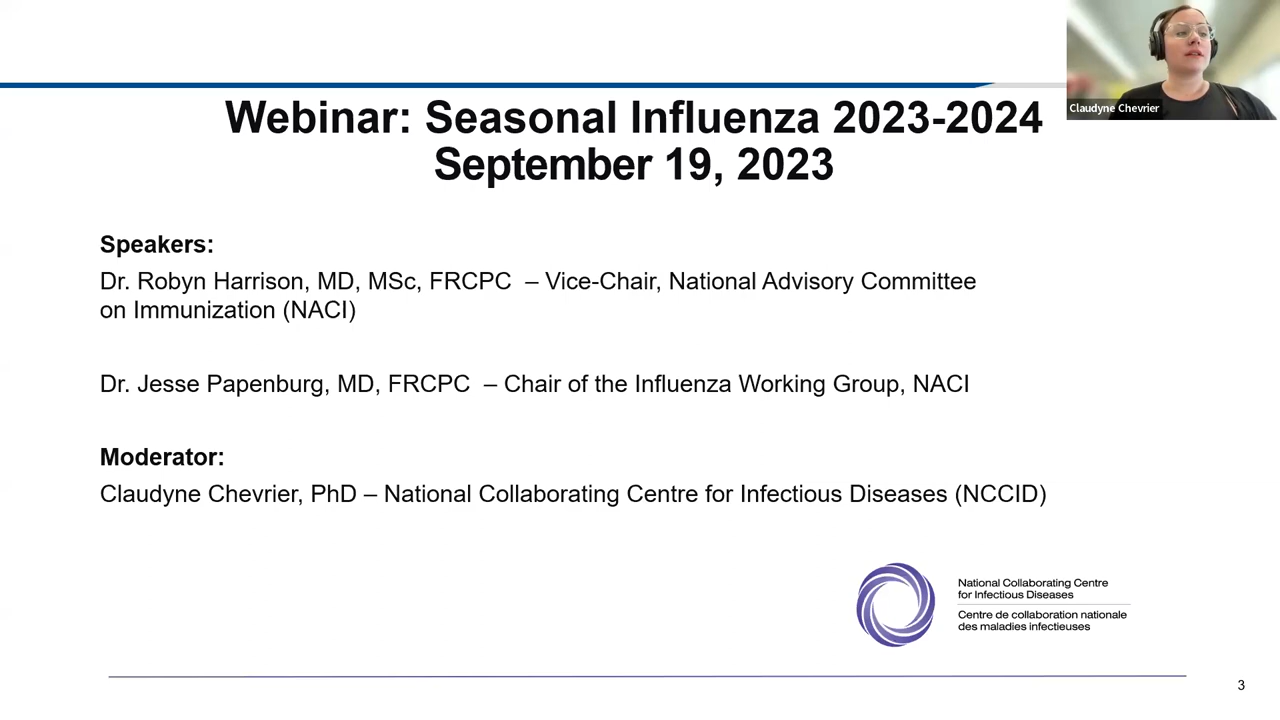 Claudyne Chevrier
Webinar: Seasonal Influenza 2023-2024
September 19, 2023
Speakers:
Dr. Robyn Harrison, MD, MSc, FRCPC – Vice-Chair, National Advisory Committee
on Immunization (NACI)
Dr. Jesse Papenburg, MD, FRCPC – Chair of the Influenza Working Group, NACI
Moderator:
Claudyne Chevrier, PhD – National Collaborating Centre for Infectious Diseases (NCCID)
National Collaborating Centre
for Infectious Diseases
Centre de collaboration nationale
des maladies infectieuses
3